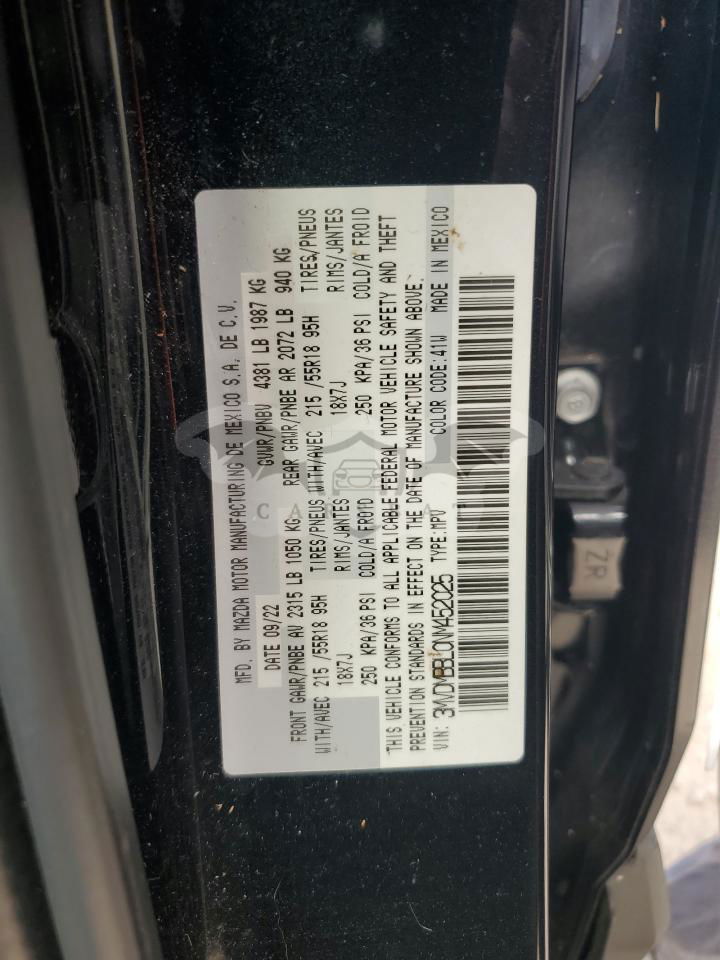 MFD. BY MAZDA MOTOR MANUFACTURING DE MEXICO S.A. DE C.V.
DATE 09/22 GVWR/PNBV 4381 LB 1987 KG
FRONT GAWR/PNBE AV 2315 LB 1050 KG REAR GAWR/PNBE AR 2072 LB 940 KG
WITH/AVEC 215 /55R18 95H TIRES/PNEUS WITH/AVEC 215 /55R18 95H TIRES/PNEUS
18X7J RIMS/JANTES 18X7J RIMS/JANTES
250 KPA/36 PSI COLD/A FROID 250 KPA/36 PSI COLD/A FROID
THIS VEHICLE CONFORMS TO ALL APPLICABLE FEDERAL MOTOR VEHICLE SAFETY AND THEFT
PREVENTION STANDARDS IN EFFECT ON THE DATE OF MANUFACTURE SHOWN ABOVE.
VIN: 3MVDMBBL0NM452025 TYPE:MPV COLOR CODE:41W MADE IN MEXICO
ZR